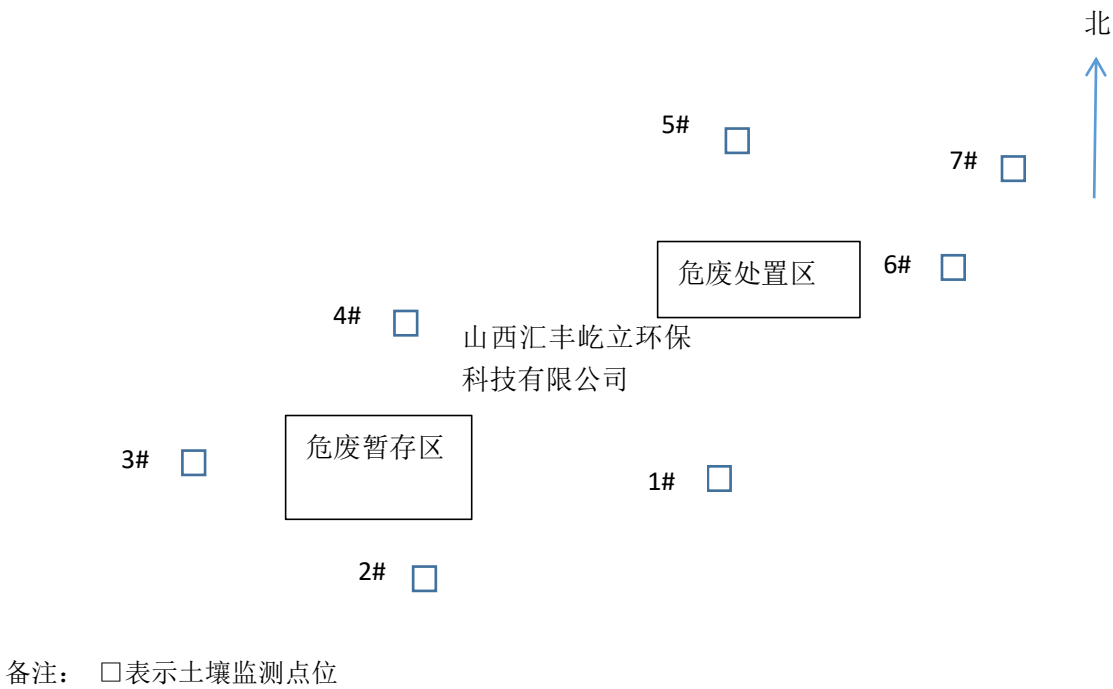 北
5#
7#
危废处置区
6#
4#
山西汇丰屹立环保
科技有限公司
危废暂存区
3#
1#
2#
备注： □表示土壤监测点位